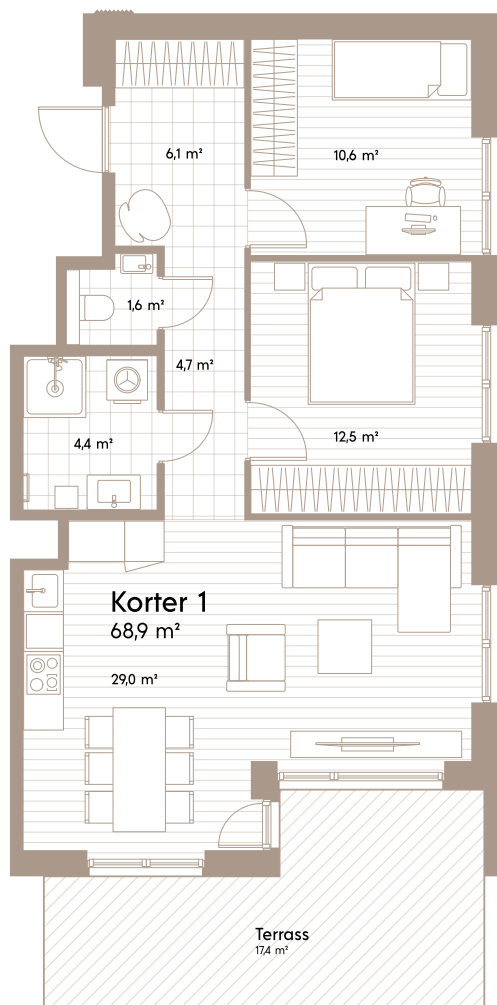 6,1 m²
10,6 m²
1,6 m²
4,7 m²
4,4 m²
12,5 m²
Korter 1
68,9 m²
29,0 m²
Terrass
17,4 m²